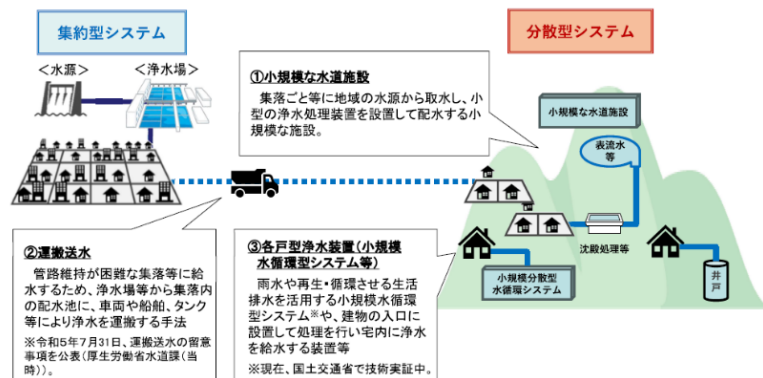 集約型システム
分散型システム
＜水源＞
＜浄水場＞
①小規模な水道施設
集落ごと等に地域の水源から取水し、小
型の浄水処理装置を設置して配水する小
規模な施設。
小規模な水道施設
表流水
等
沈殿処理等
小規模分散型
水循環システム
井
戸
②運搬送水
管路維持が困難な集落等に給
水するため、浄水場等から集落内
の配水池に、車両や船舶、タンク
等により浄水を運搬する手法
※令和5年7月31日、運搬送水の留意
事項を公表（厚生労働省水道課（当
時））。
③各戸型浄水装置（小規模
水循環型システム等）
雨水や再生・循環させる生活
排水を活用する小規模水循環
型システム※や、建物の入口に
設置して処理を行い宅内に浄水
を給水する装置等
※現在、国土交通省で技術実証中。